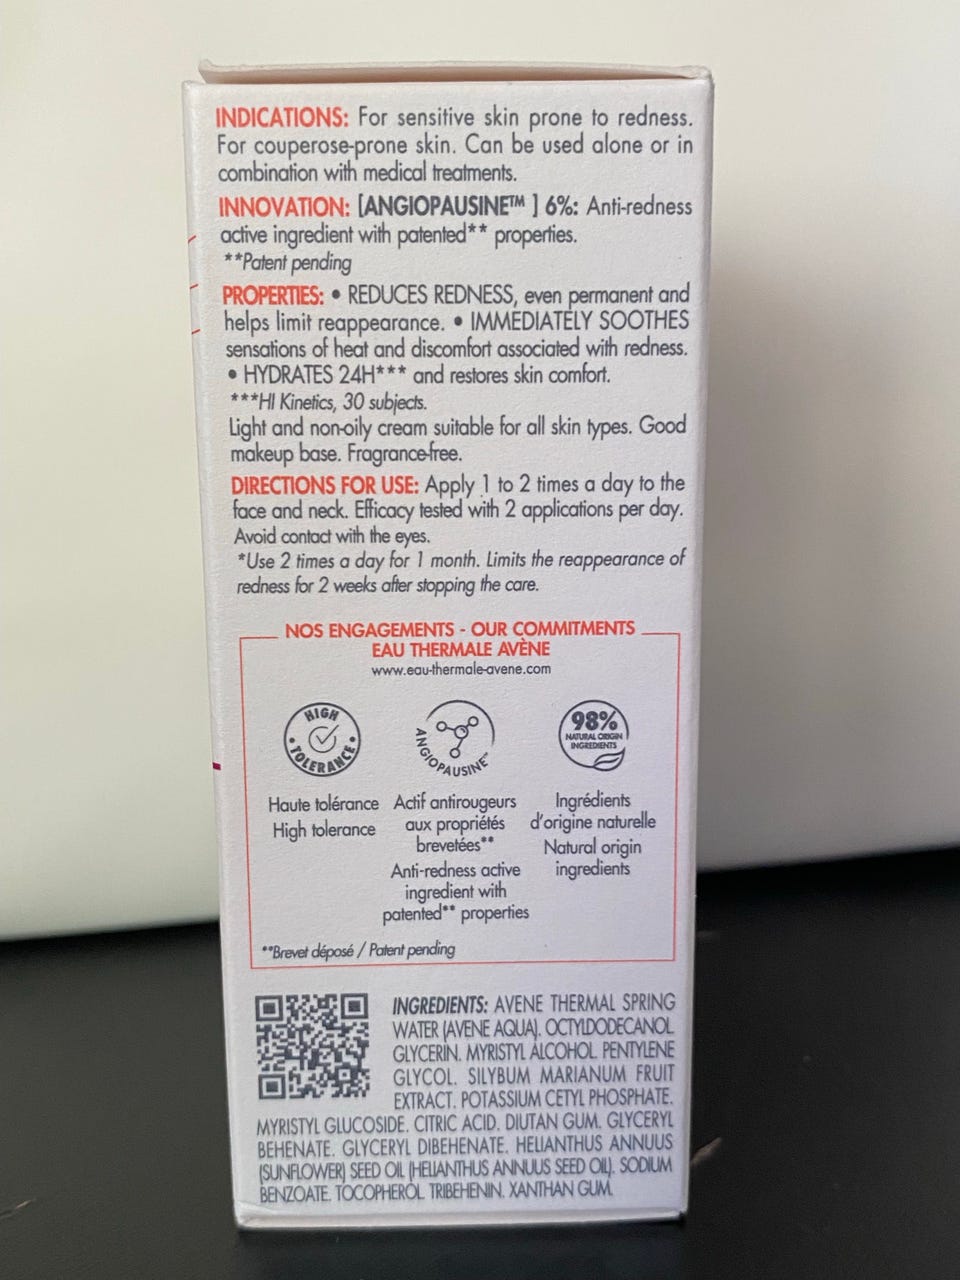 INDICATIONS: For sensitive skin prone to redness.
For couperose-prone skin. Can be used alone or in
combination with medical treatments.
INNOVATION: [ANGIOPAUSINE™ ] 6%: Anti-redness
active ingredient with patented** properties.
**Patent pending
PROPERTIES: • REDUCES REDNESS, even permanent and
helps limit reappearance. • IMMEDIATELY SOOTHES
sensations of heat and discomfort associated with redness.
• HYDRATES 24H*** and restores skin comfort.
***HI Kinetics, 30 subjects.
Light and non-oily cream suitable for all skin types. Good
makeup base. Fragrance-free.
DIRECTIONS FOR USE: Apply 1 to 2 times a day to the
face and neck. Efficacy tested with 2 applications per day.
Avoid contact with the eyes.
*Use 2 times a day for 1 month. Limits the reappearance of
redness for 2 weeks after stopping the care.
NOS ENGAGEMENTS - OUR COMMITMENTS
EAU THERMALE AVÈNE
www.eau-thermale-avene.com
HIGH
TOLERANCE
ANGIOPAUSINE™
98%
NATURAL ORIGIN
INGREDIENTS
Haute tolérance
High tolerance
Actif antirougeurs
aux propriétés
brevetées**
Anti-redness active
ingredient with
patented** properties
Ingrédients
d'origine naturelle
Natural origin
ingredients
**Brevet déposé / Patent pending
INGREDIENTS: AVENE THERMAL SPRING
WATER (AVENE AQUA). OCTYLDODECANOL.
GLYCERIN. MYRISTYL ALCOHOL. PENTYLENE
GLYCOL. SILYBUM MARIANUM FRUIT
EXTRACT. POTASSIUM CETYL PHOSPHATE.
MYRISTYL GLUCOSIDE. CITRIC ACID. DIUTAN GUM. GLYCERYL
BEHENATE. GLYCERYL DIBEHENATE. HELIANTHUS ANNUUS
(SUNFLOWER) SEED OIL (HELIANTHUS ANNUUS SEED OIL). SODIUM
BENZOATE. TOCOPHEROL. TRIBEHENIN. XANTHAN GUM.